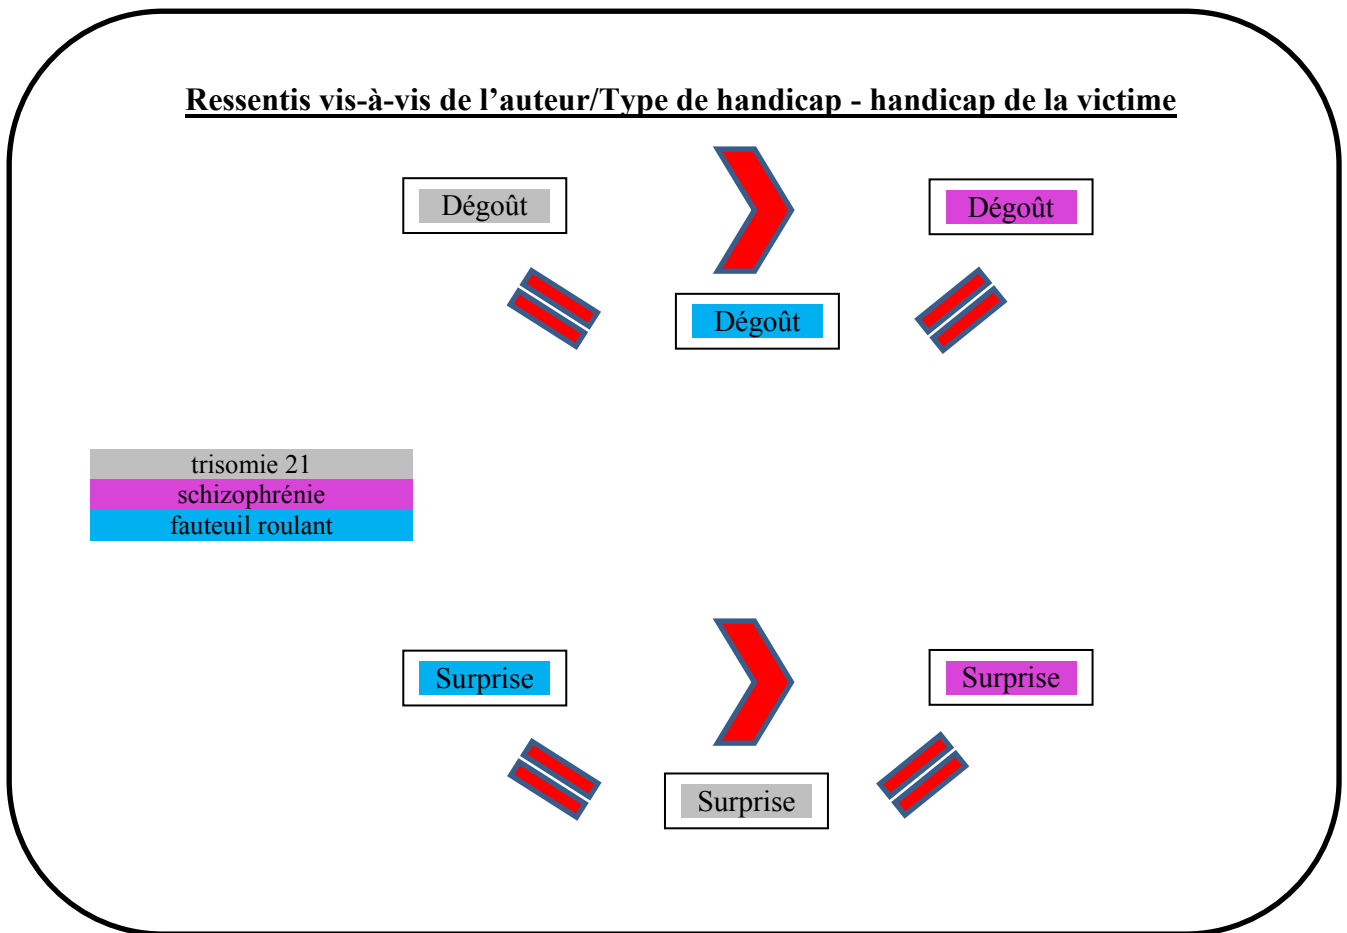 Ressentis vis-à-vis de l’auteur/Type de handicap - handicap de la victime
Dégoût
Dégoût
Dégoût
trisomie 21
schizophrénie
fauteuil roulant
Surprise
Surprise
Surprise